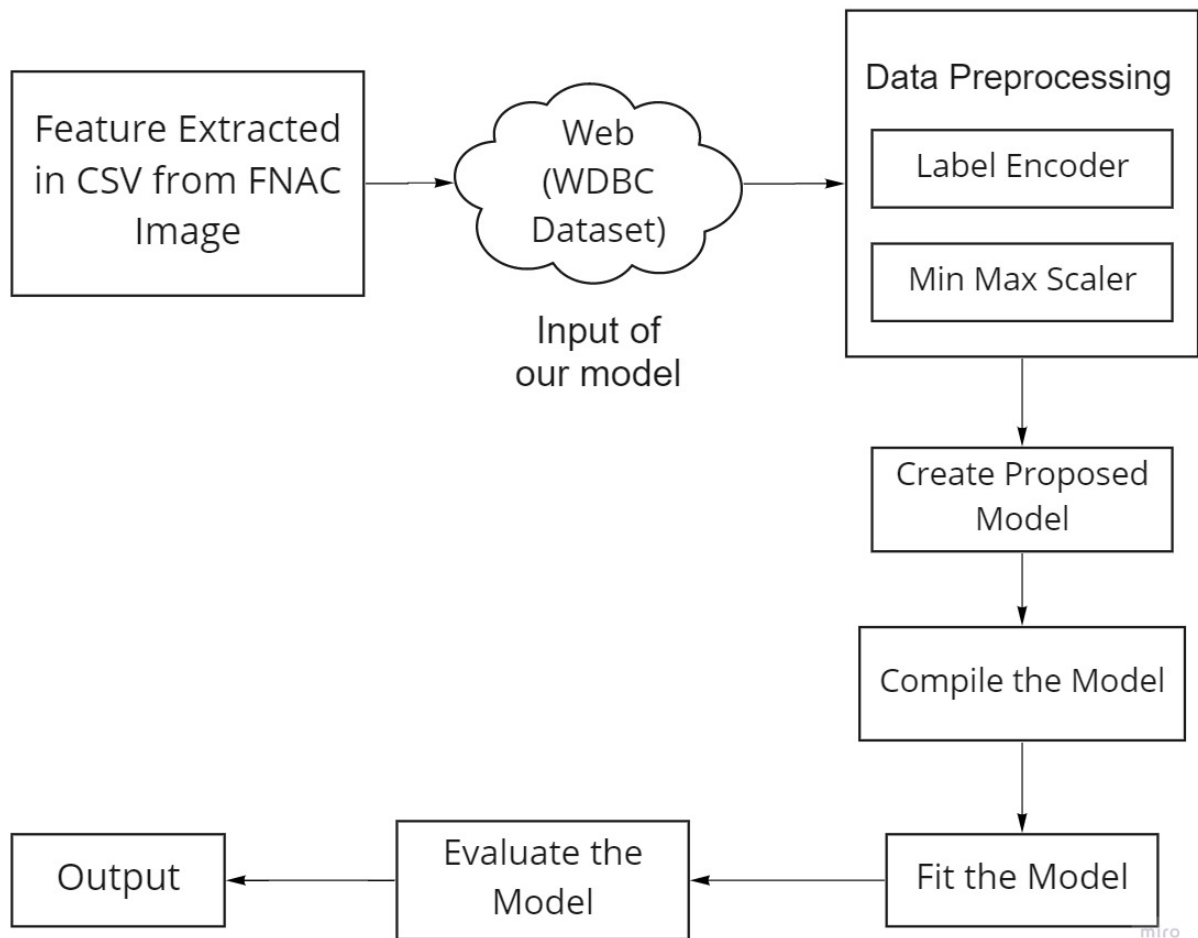 Feature Extracted
in CSV from FNAC
Image
Web
(WDBC
Dataset)
Input of
our model
Data Preprocessing
Label Encoder
Min Max Scaler
Create Proposed
Model
Compile the Model
Fit the Model
Evaluate the
Model
Output
miro